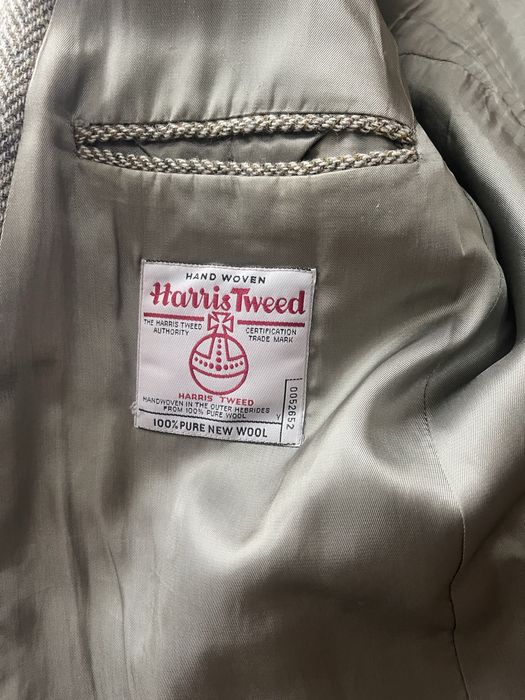 HAND WOVEN
Harris Tweed
THE HARRIS TWEED
AUTHORITY
CERTIFICATION
TRADE MARK
HARRIS TWEED
HANDWOVEN IN THE OUTER HEBRIDES
FROM 100% PURE WOOL
V
0052652
100% PURE NEW WOOL